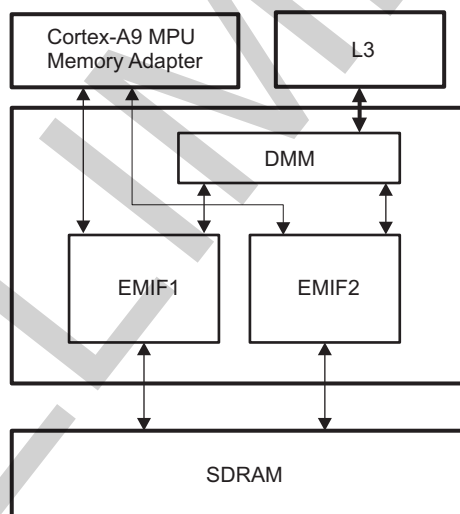 Cortex-A9 MPU
Memory Adapter
L3
DMM
EMIF1
EMIF2
SDRAM